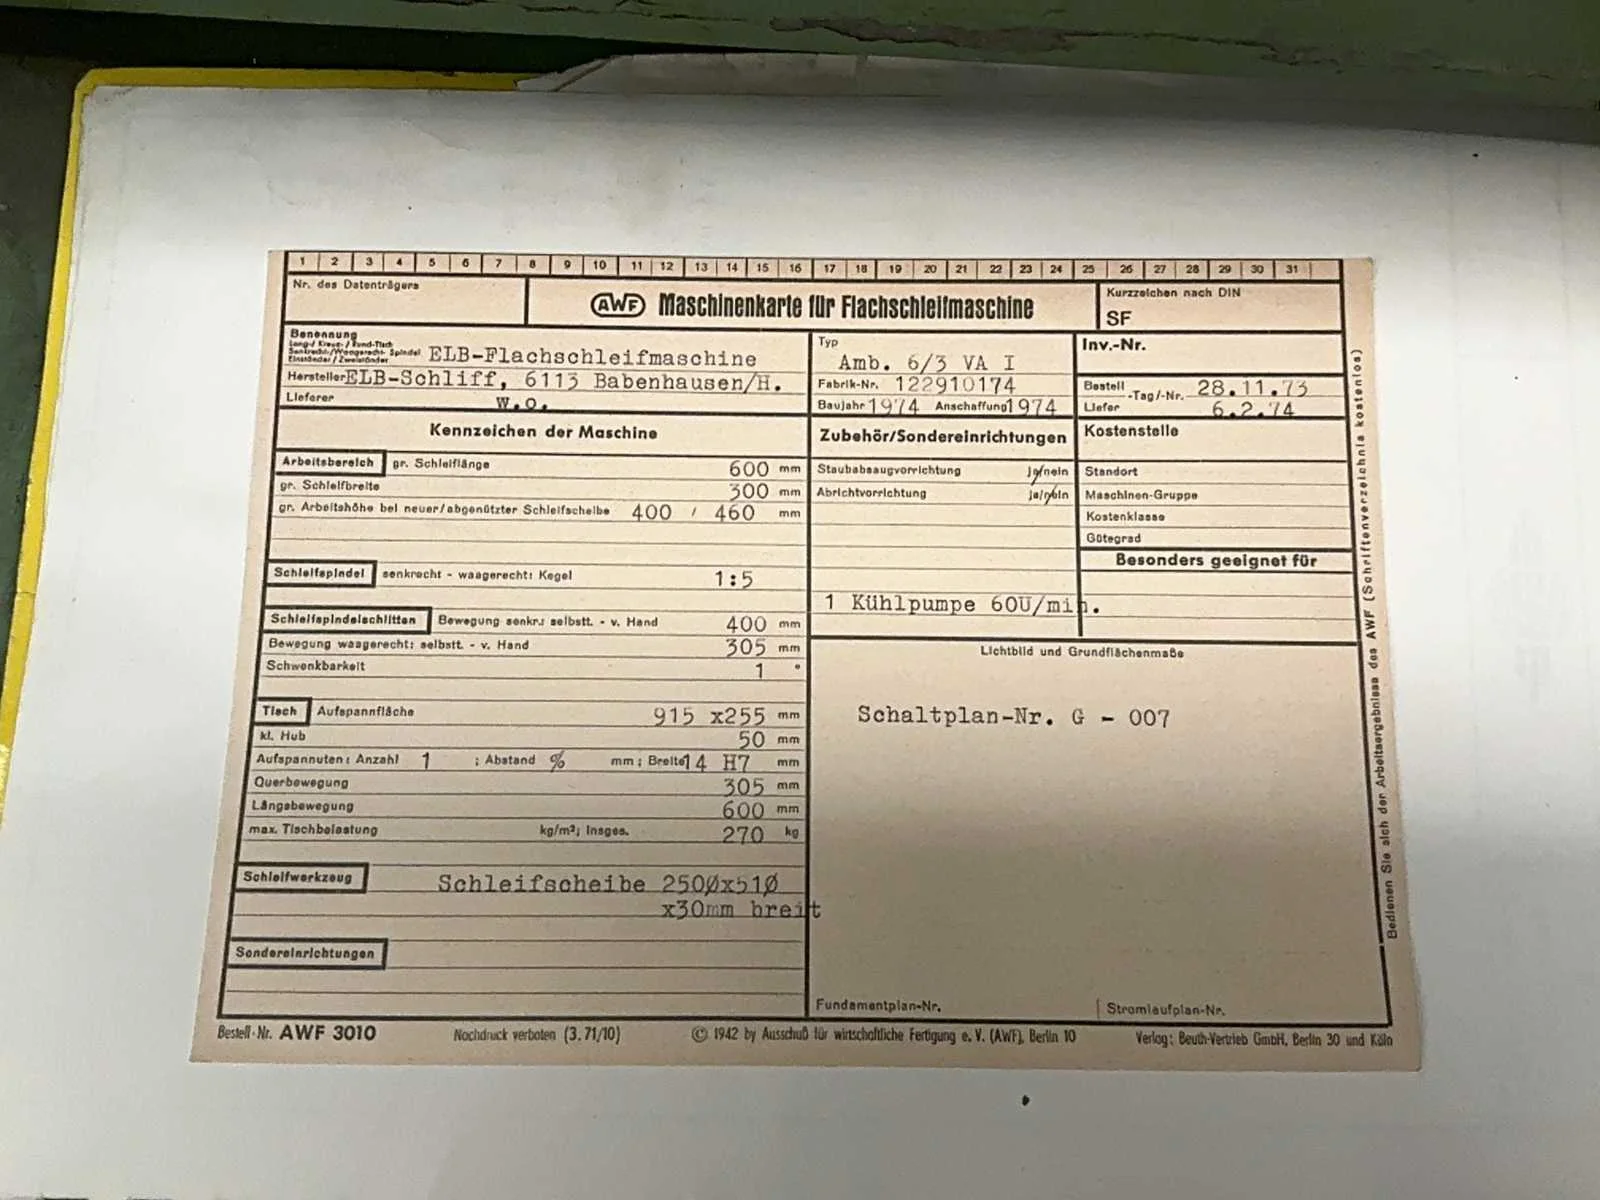 1 2 3 4 5 6 7 8 9 10 11 12 13 14 15 16 17 18 19 20 21 22 23 24 25 26 27 28 29 30 31
Nr. des Datenträgers
AWF Maschinenkarte für Flachschleifmaschine
Kurzzeichen nach DIN
SF
Benennung
Lang-/ Kreuz- / Rund-Tisch
Senkrecht-/Waagerecht- Spindel
Einständer / Zweiständer
ELB-Flachschleifmaschine
Hersteller ELB-Schliff, 6113 Babenhausen/H.
Lieferer w.o.
Typ
Amb. 6/3 VA I
Fabrik-Nr. 122910174
Baujahr 1974 Anschaffung 1974
Inv.-Nr.
Bestell
-Tag/-Nr. 28.11.73
Liefer 6.2.74
Kennzeichen der Maschine
Arbeitsbereich gr. Schleiflänge 600 mm
gr. Schleifbreite 300 mm
gr. Arbeitshöhe bei neuer/abgenützter Schleifscheibe 400 / 460 mm
Schleifspindel senkrecht - waagerecht: Kegel 1:5
Schleifspindelschlitten Bewegung senkr.: selbstt. - v. Hand 400 mm
Bewegung waagerecht: selbstt. - v. Hand 305 mm
Schwenkbarkeit 1 °
Tisch Aufspannfläche 915 x255 mm
kl. Hub 50 mm
Aufspannuten: Anzahl 1 ; Abstand % mm; Breite 14 H7 mm
Querbewegung 305 mm
Längsbewegung 600 mm
max. Tischbelastung kg/m²; insges. 270 kg
Schleifwerkzeug Schleifscheibe 250Øx51Ø
x30mm breit
Sondereinrichtungen
Zubehör/Sondereinrichtungen
Staubabsaugvorrichtung ja/nein
Abrichtvorrichtung ja/nein
1 Kühlpumpe 60U/min.
Kostenstelle
Standort
Maschinen-Gruppe
Kostenklasse
Gütegrad
Besonders geeignet für
Lichtbild und Grundflächenmaße
Schaltplan-Nr. G - 007
Fundamentplan-Nr.
Stromlaufplan-Nr.
Bedienen Sie sich der Arbeitsergebnisse des AWF (Schriftenverzeichnis kostenlos)
Bestell-Nr. AWF 3010 Nachdruck verboten (3.71/10) © 1942 by Ausschuß für wirtschaftliche Fertigung e. V. (AWF), Berlin 10 Verlag: Beuth-Vertrieb GmbH, Berlin 30 und Köln